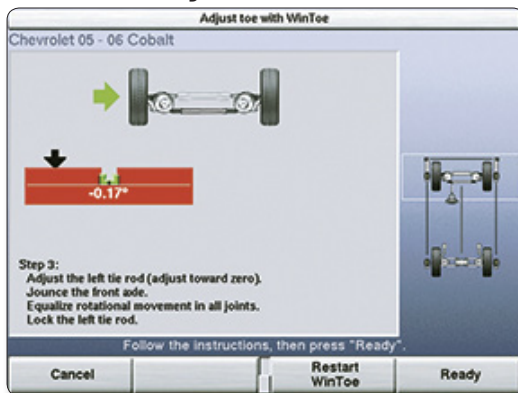 Adjust toe with WinToe
Chevrolet 05 - 06 Cobalt
-0.17°
Step 3:
Adjust the left tie rod (adjust toward zero).
Jounce the front axle.
Equalize rotational movement in all joints.
Lock the left tie rod.
Follow the instructions, then press "Ready".
Cancel
Restart
WinToe
Ready